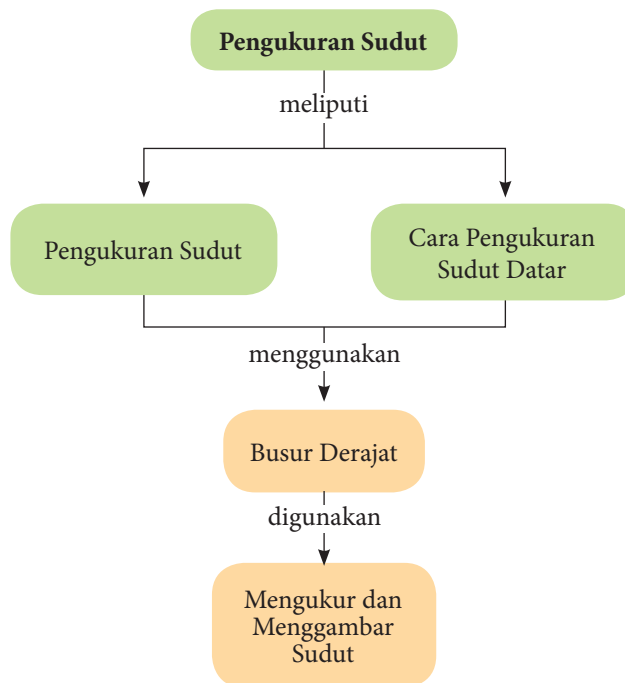 Pengukuran Sudut
meliputi
Pengukuran Sudut
Cara Pengukuran
Sudut Datar
menggunakan
Busur Derajat
digunakan
Mengukur dan
Menggambar
Sudut